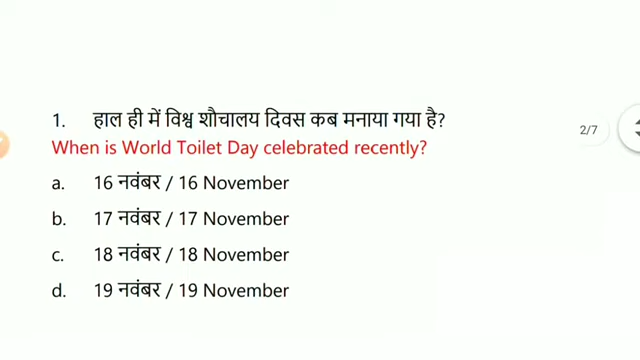 1. हाल ही में विश्व शौचालय दिवस कब मनाया गया है?
When is World Toilet Day celebrated recently?
a. 16 नवंबर / 16 November
b. 17 नवंबर / 17 November
c. 18 नवंबर / 18 November
d. 19 नवंबर / 19 November
2/7